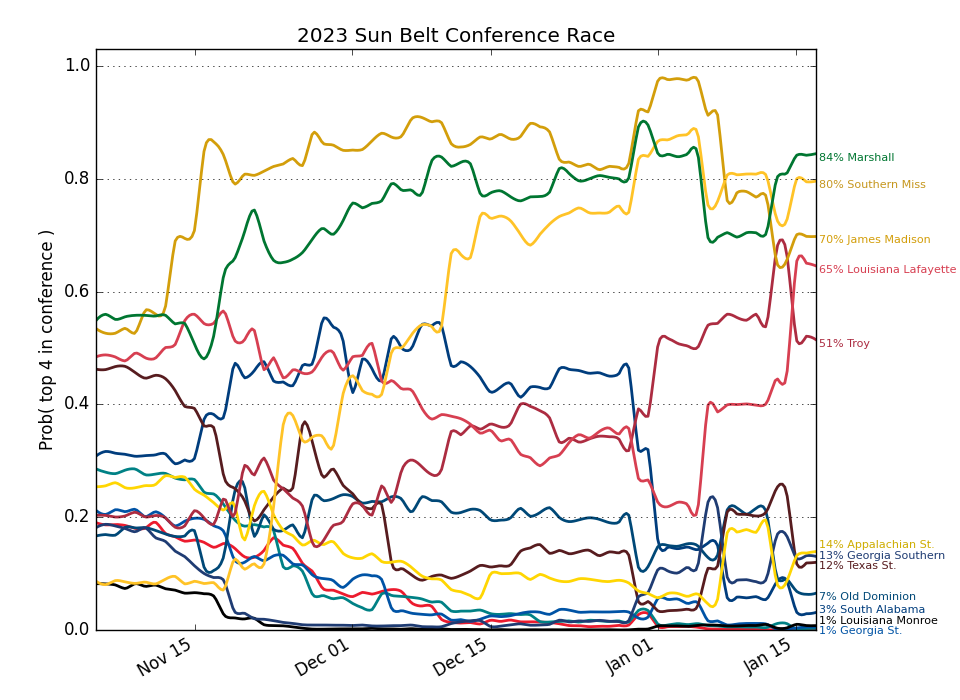 2023 Sun Belt Conference Race
Prob( top 4 in conference )
1.0
0.8
0.6
0.4
0.2
0.0
Nov 15
Dec 01
Dec 15
Jan 01
Jan 15
84% Marshall
80% Southern Miss
70% James Madison
65% Louisiana Lafayette
51% Troy
14% Appalachian St.
13% Georgia Southern
12% Texas St.
7% Old Dominion
3% South Alabama
1% Louisiana Monroe
1% Georgia St.